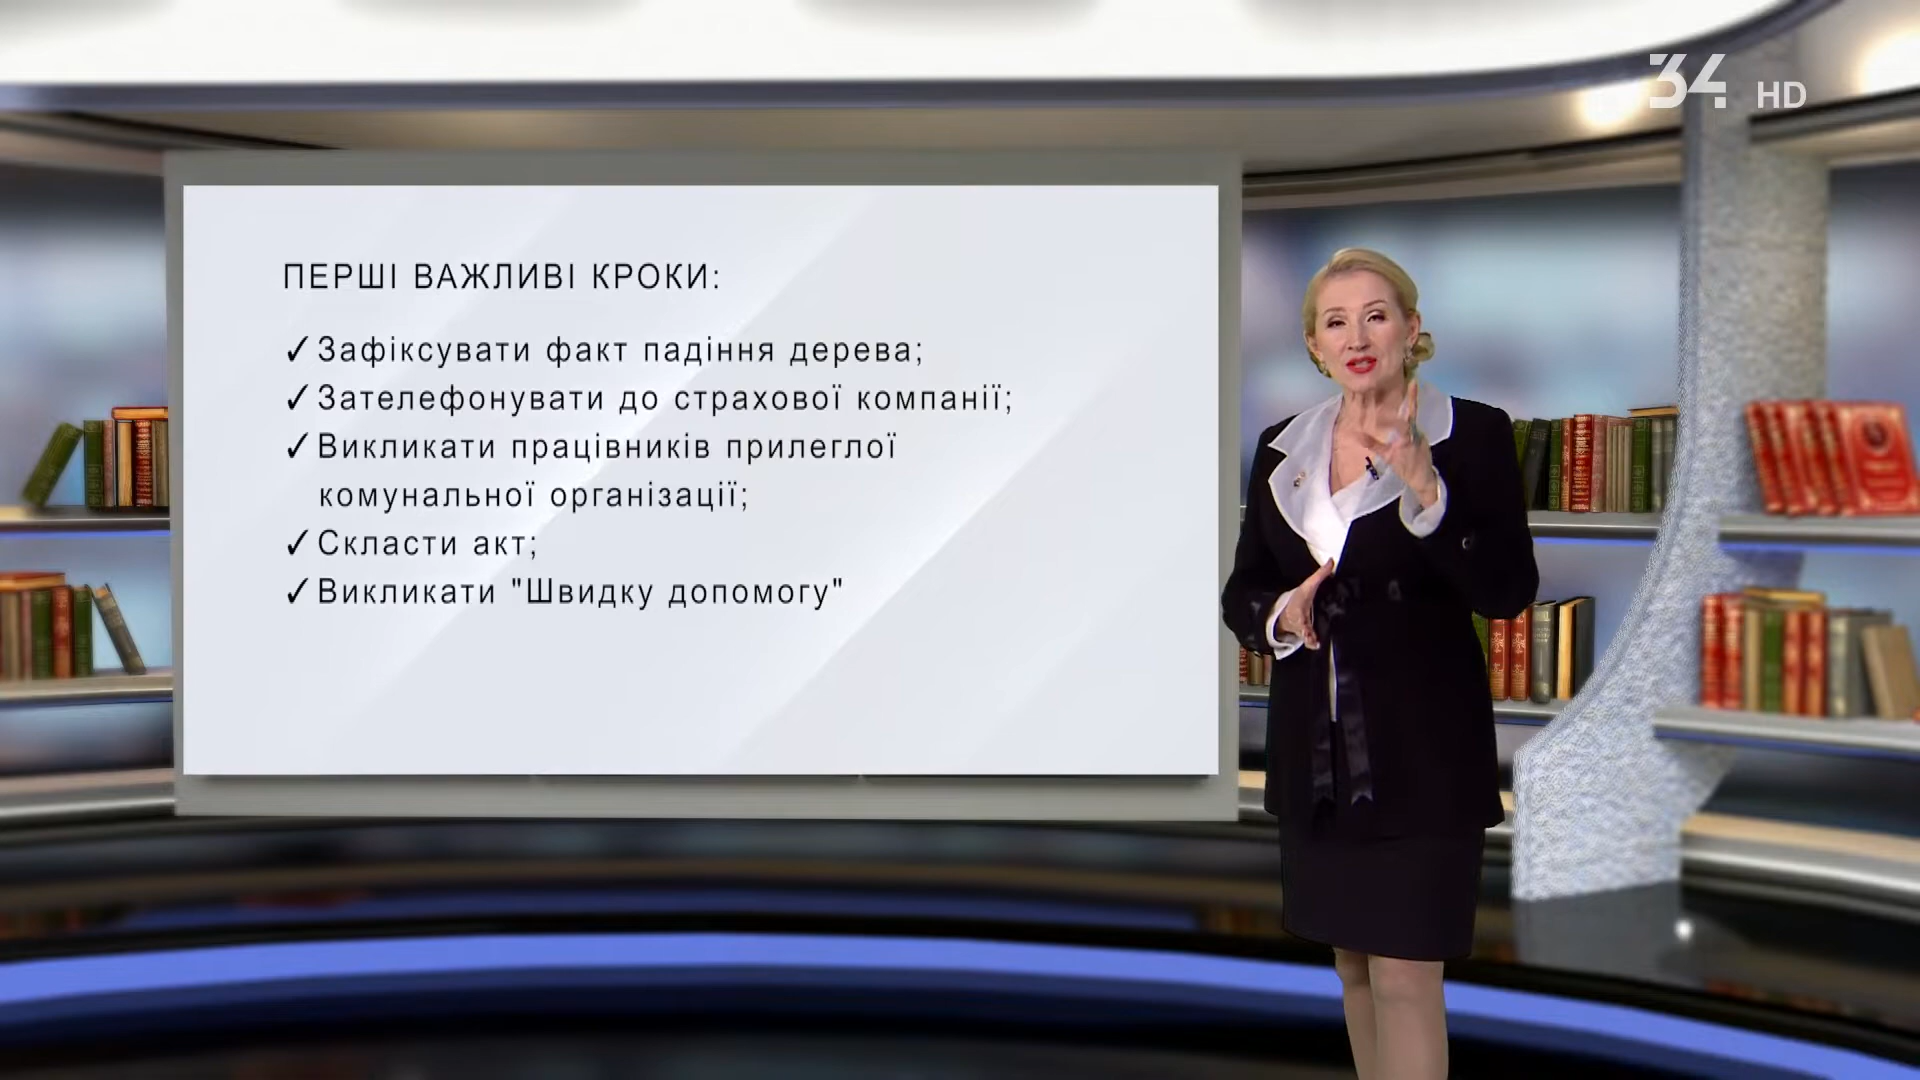 34 HD
ПЕРШІ ВАЖЛИВІ КРОКИ:
✓Зафіксувати факт падіння дерева;
✓Зателефонувати до страхової компанії;
✓Викликати працівників прилеглої
комунальної організації;
✓Скласти акт;
✓Викликати "Швидку допомогу"